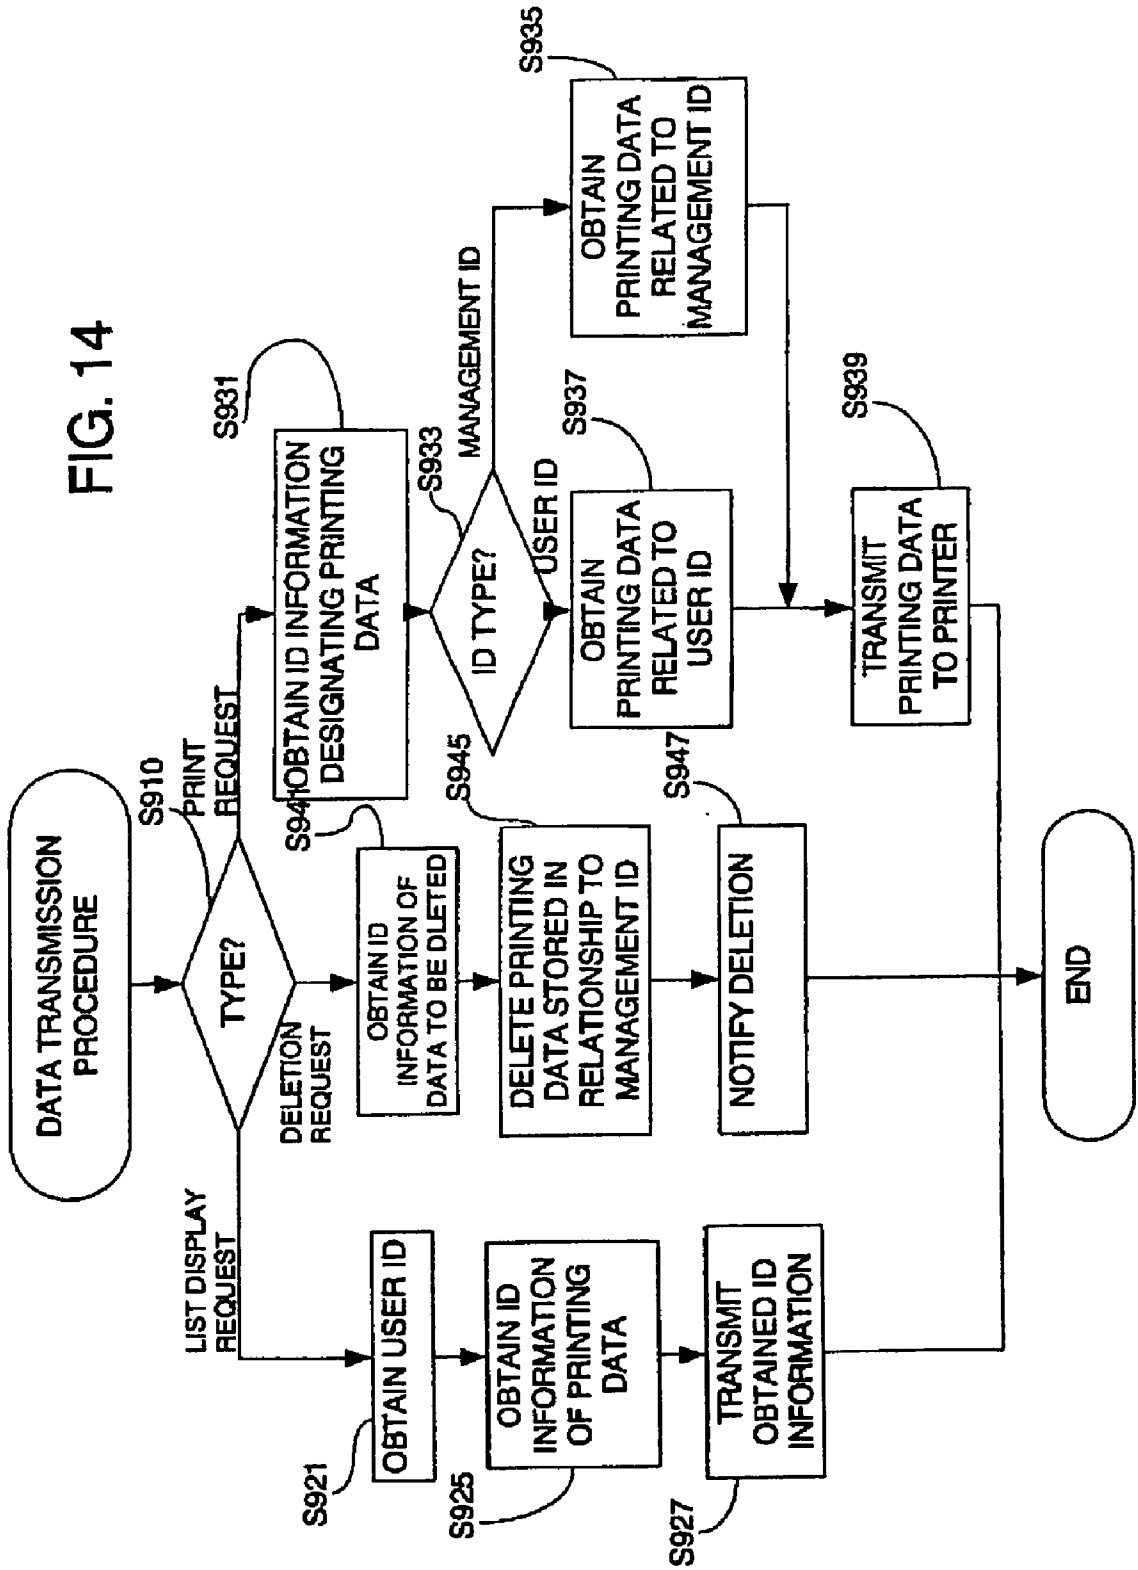 FIG. 14
DATA TRANSMISSION
PROCEDURE
S910
TYPE?
LIST DISPLAY
REQUEST
DELETION
REQUEST
PRINT
REQUEST
S921
OBTAIN USER ID
S925
OBTAIN ID
INFORMATION
OF PRINTING
DATA
S927
TRANSMIT
OBTAINED ID
INFORMATION
S941
OBTAIN ID
INFORMATION OF
DATA TO BE DLETED
S945
DELETE PRINTING
DATA STORED IN
RELATIONSHIP TO
MANAGEMENT ID
S947
NOTIFY DELETION
S931
OBTAIN ID INFORMATION
DESIGNATING PRINTING
DATA
S933
ID TYPE?
MANAGEMENT ID
USER ID
S937
OBTAIN
PRINTING DATA
RELATED TO
USER ID
S935
OBTAIN
PRINTING DATA
RELATED TO
MANAGEMENT ID
S939
TRANSMIT
PRINTING DATA
TO PRINTER
END